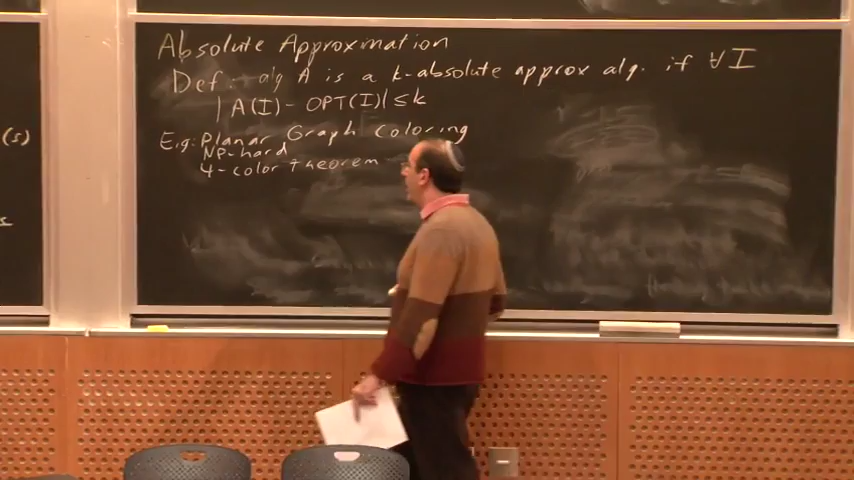 (s)
Absolute Approximation
Def: alg A is a k-absolute approx alg. if ∀I
|A(I) - OPT(I)| ≤ k
E.g: Planar Graph Coloring
NP-hard
4-color theorem